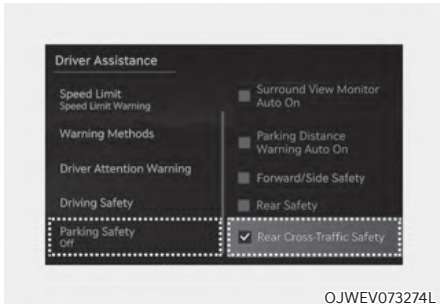 Driver Assistance
Speed Limit
Speed Limit Warning
Warning Methods
Driver Attention Warning
Driving Safety
Parking Safety
Off
Surround View Monitor
Auto On
Parking Distance
Warning Auto On
Forward/Side Safety
Rear Safety
Rear Cross-Traffic Safety
OJWEV073274L